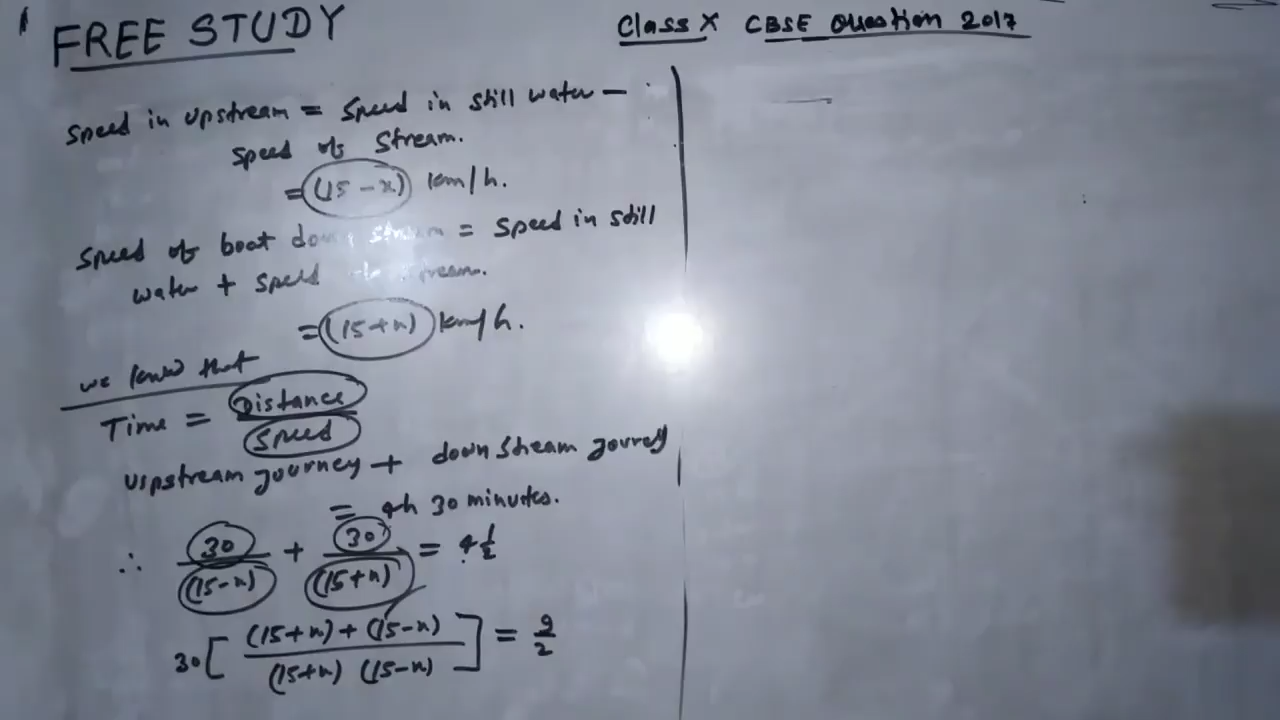 FREE STUDY
Class X CBSE Question 2017
Speed in upstream = Speed in still water –
Speed of Stream.
= (15 – x) km/h.
Speed of boat down stream = Speed in still
water + Speed stream.
= (15+x) km/h.
we know that
Time = Distance / Speed
Upstream journey + down stream journey
= 4h 30 minutes.
∴ 30/(15-x) + 30/(15+x) = 4 1/2
30 [ (15+x) + (15-x) / (15+x) (15-x) ] = 9/2